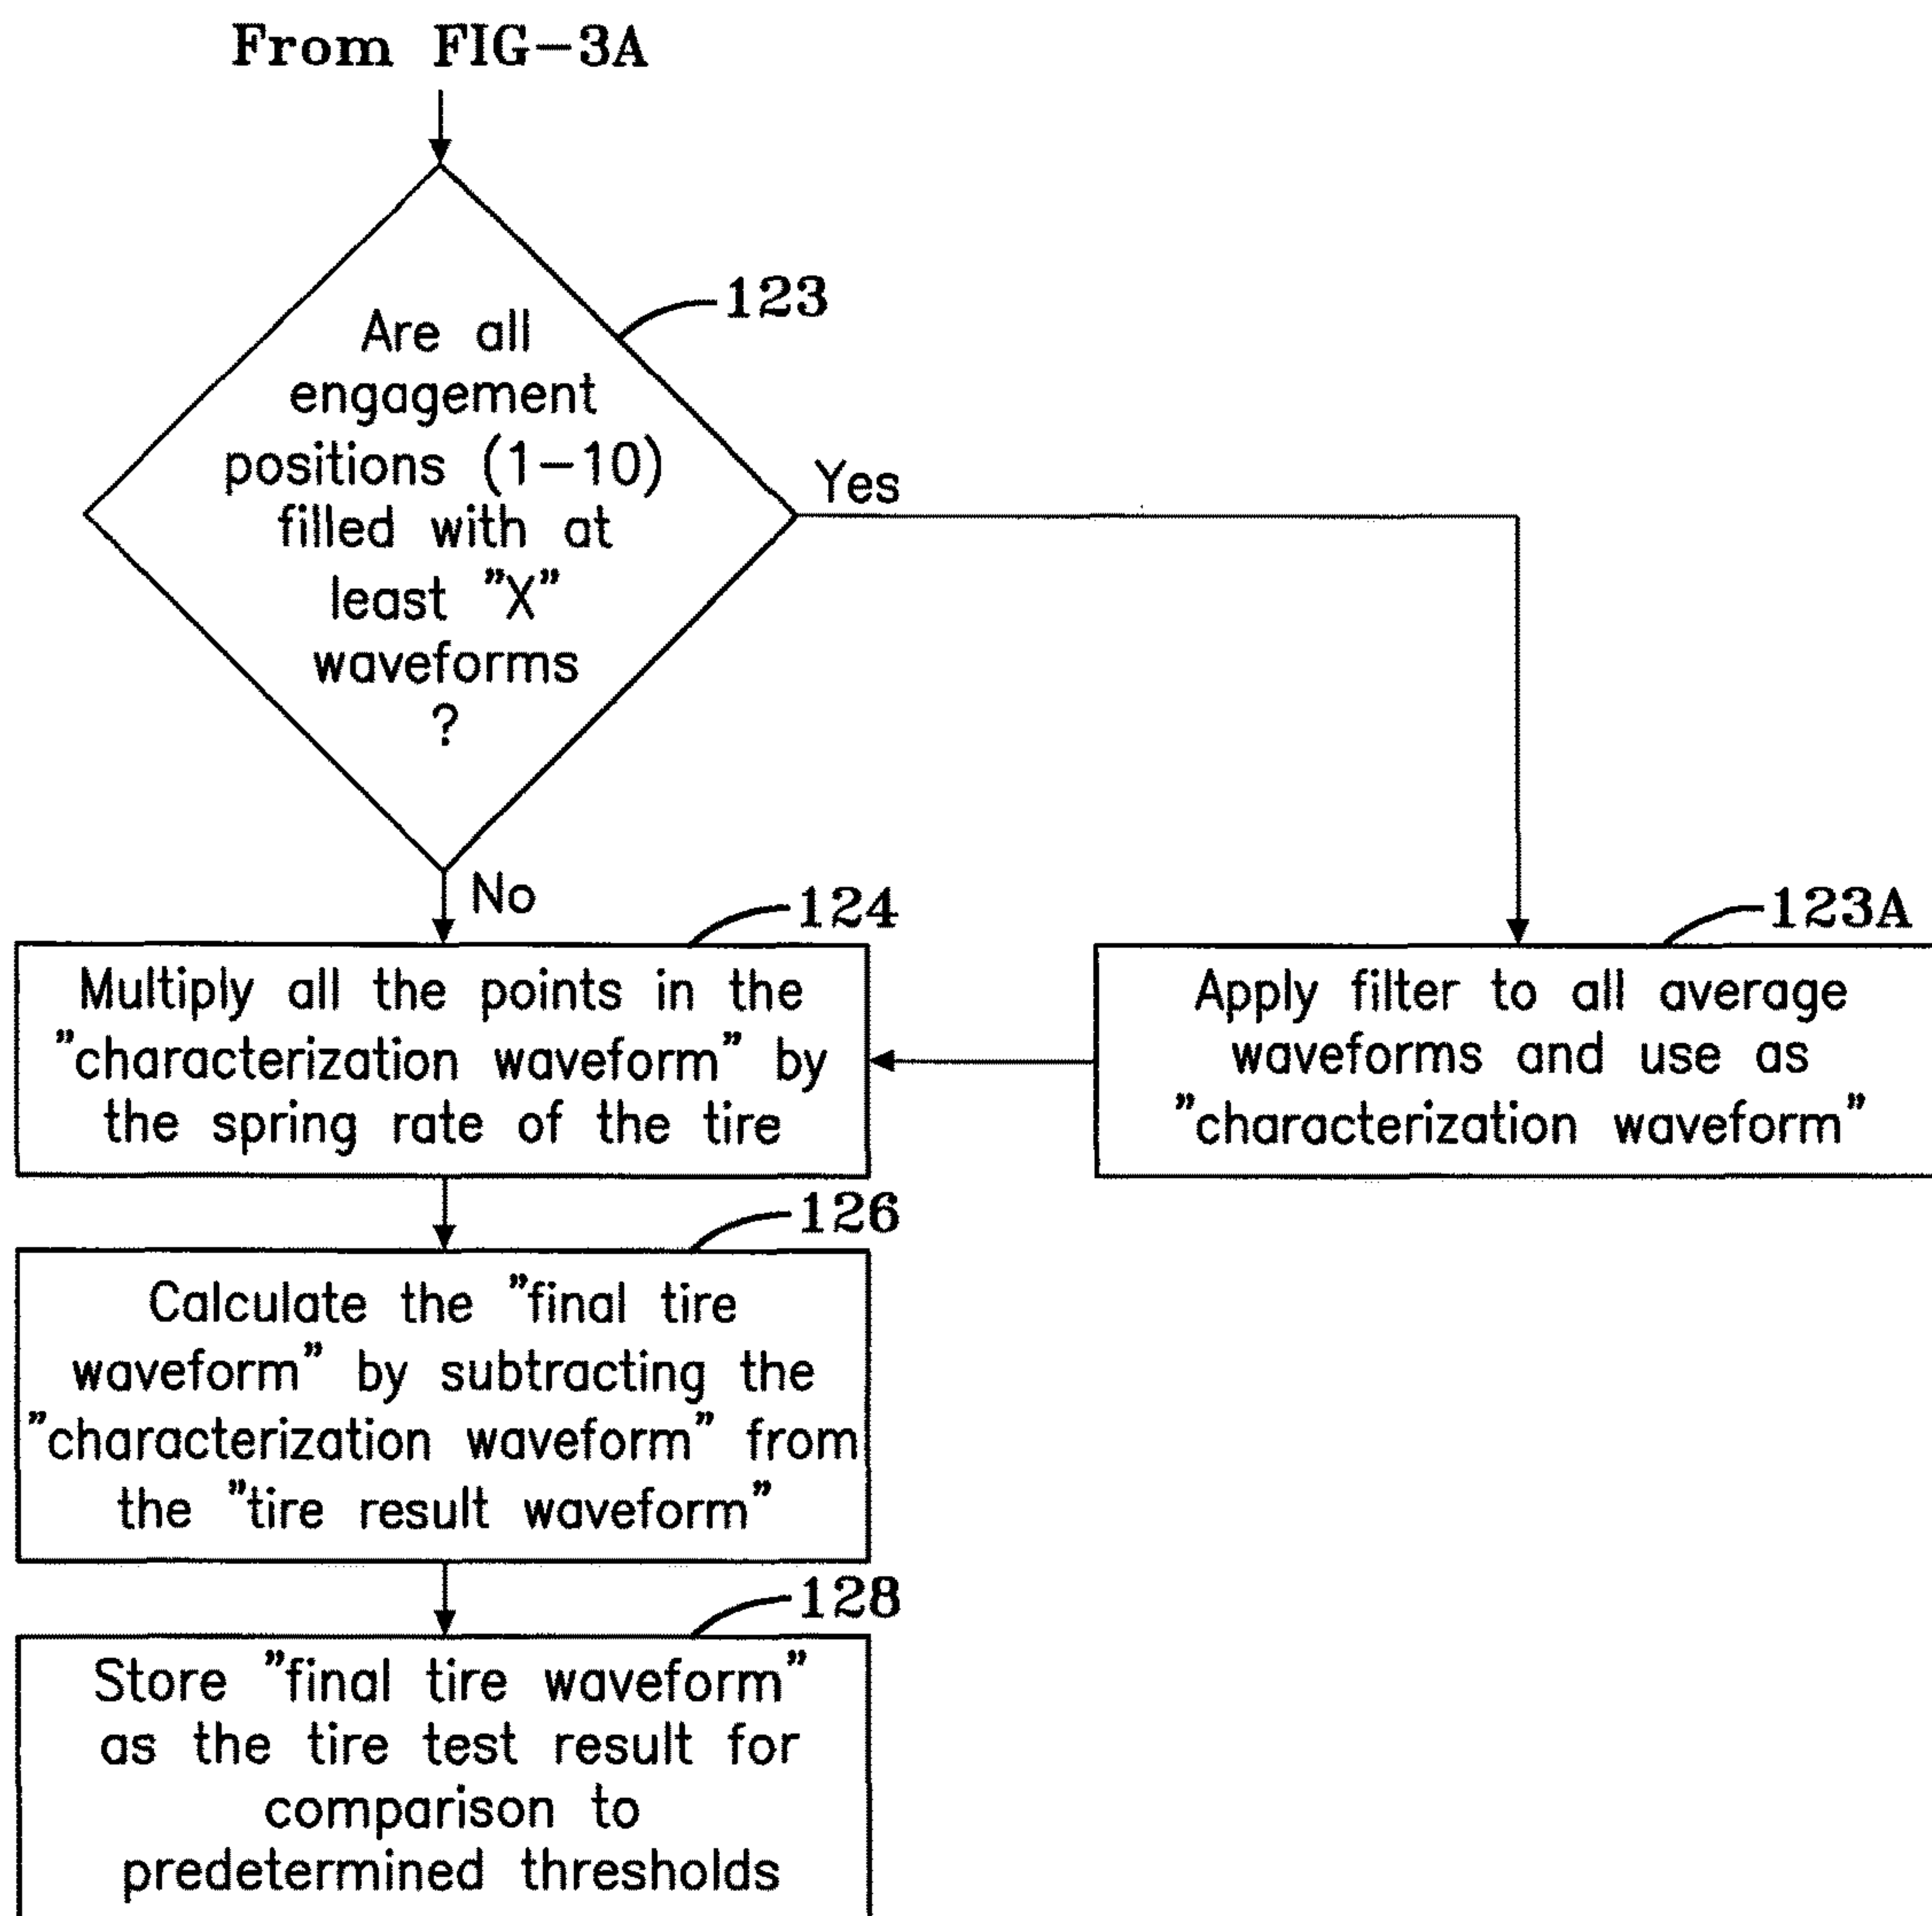 From FIG-3A
123
Are all
engagement
positions (1-10)
filled with at
least "X"
waveforms
?
Yes
No
124
Multiply all the points in the
"characterization waveform" by
the spring rate of the tire
123A
Apply filter to all average
waveforms and use as
"characterization waveform"
126
Calculate the "final tire
waveform" by subtracting the
"characterization waveform" from
the "tire result waveform"
128
Store "final tire waveform"
as the tire test result for
comparison to
predetermined thresholds